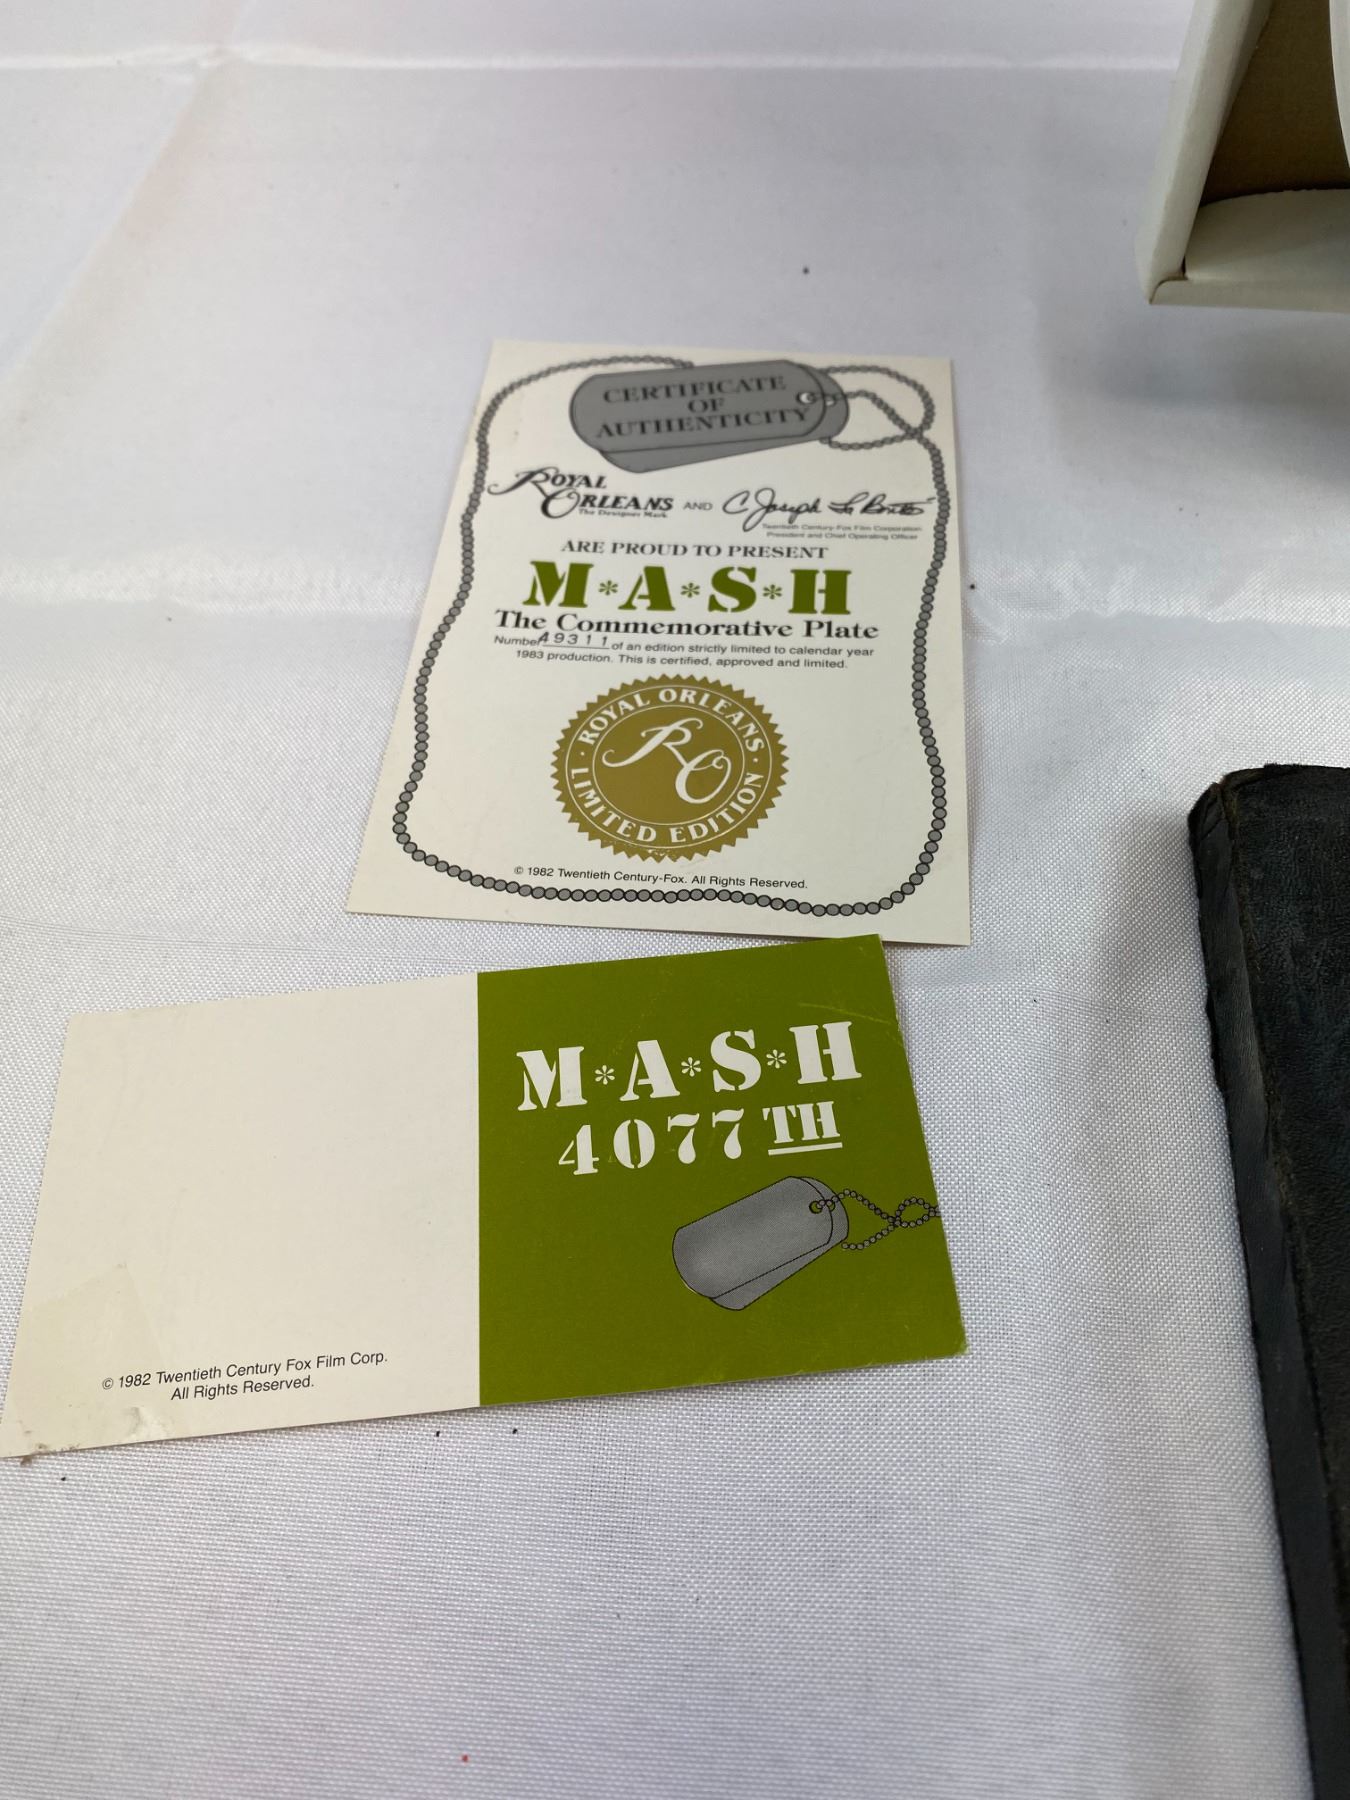 CERTIFICATE
OF
AUTHENTICITY
ROYAL
ORLEANS
The Designer Mark
AND
Twentieth Century-Fox Film Corporation
President and Chief Operating Officer
ARE PROUD TO PRESENT
M*A*S*H
The Commemorative Plate
Number 49311 of an edition strictly limited to calendar year
1983 production. This is certified, approved and limited.
· ROYAL ORLEANS ·
RO
LIMITED EDITION
© 1982 Twentieth Century-Fox. All Rights Reserved.
M*A*S*H
4077TH
© 1982 Twentieth Century Fox Film Corp.
All Rights Reserved.